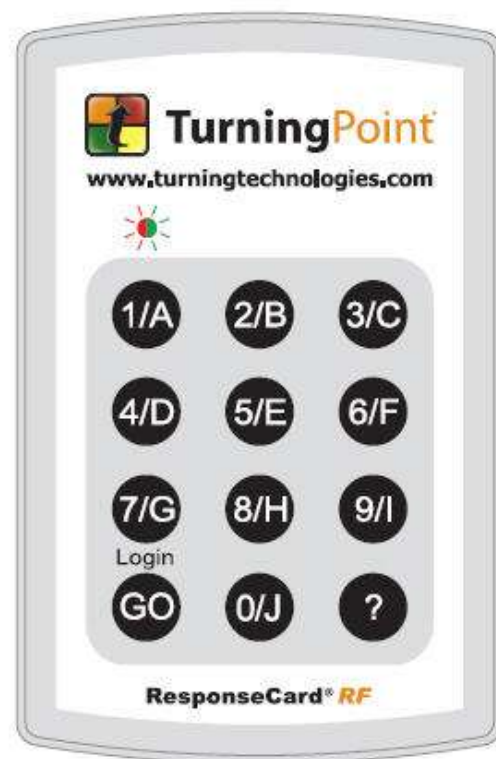 t TurningPoint®
www.turningtechnologies.com
1/A 2/B 3/C
4/D 5/E 6/F
7/G 8/H 9/I
Login
GO 0/J ?
ResponseCard® RF